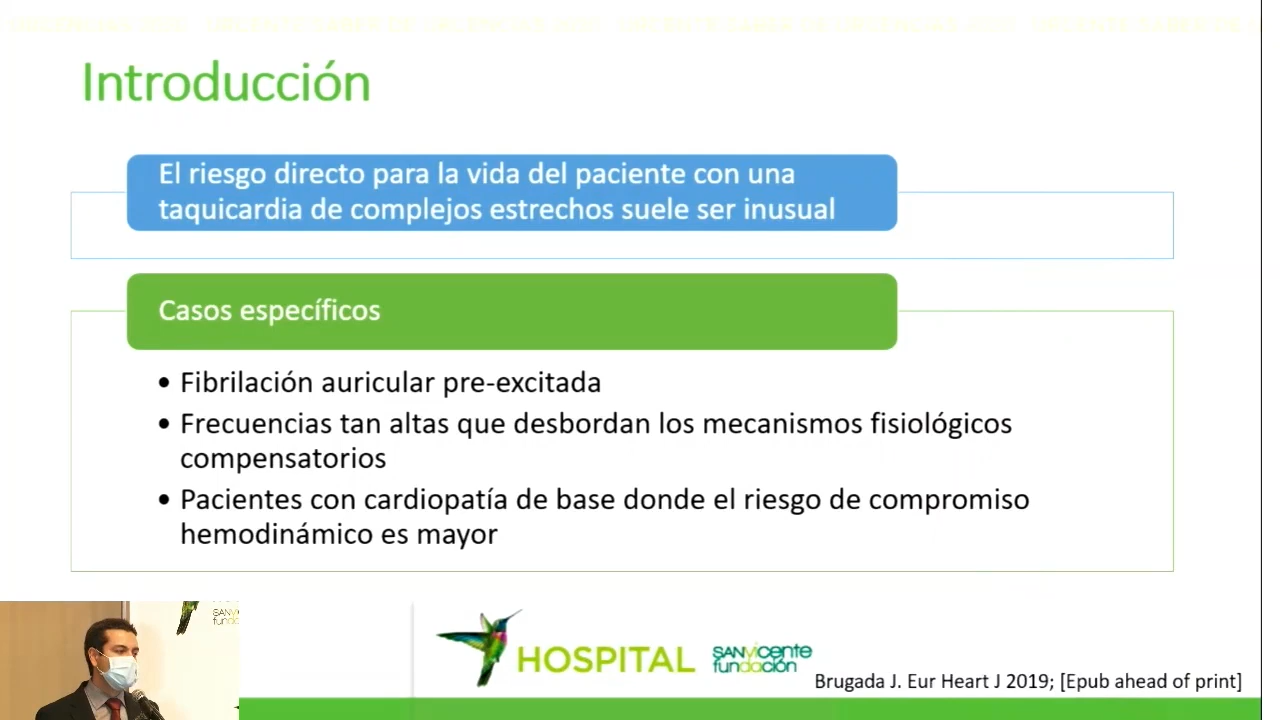 Introducción
El riesgo directo para la vida del paciente con una
taquicardia de complejos estrechos suele ser inusual
Casos específicos
• Fibrilación auricular pre-excitada
• Frecuencias tan altas que desbordan los mecanismos fisiológicos
compensatorios
• Pacientes con cardiopatía de base donde el riesgo de compromiso
hemodinámico es mayor
HOSPITAL
SANVicente
fundación
Brugada J. Eur Heart J 2019; [Epub ahead of print]